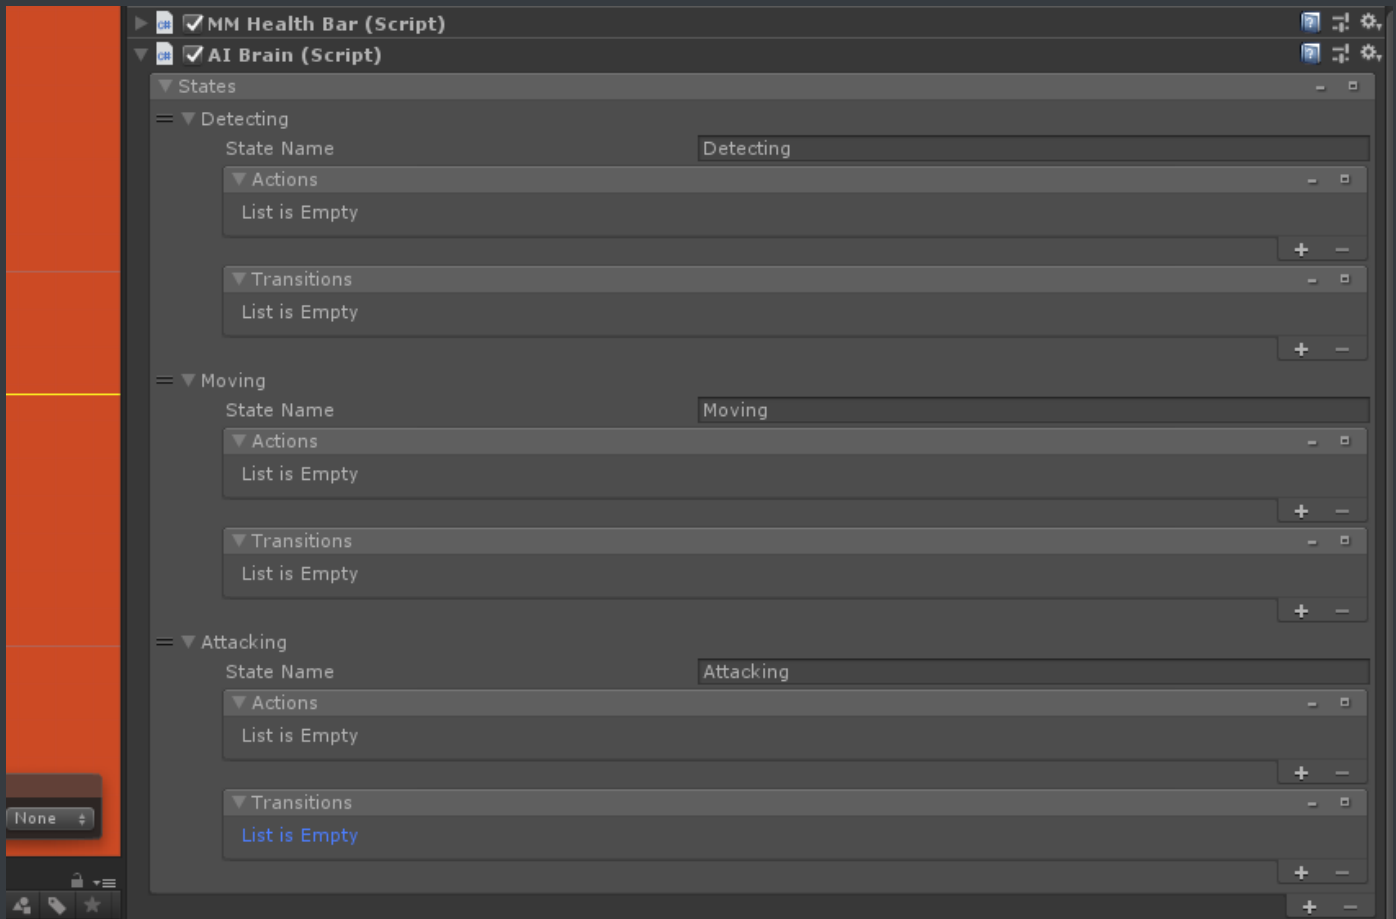 MM Health Bar (Script)
AI Brain (Script)
States
Detecting
State Name Detecting
Actions
List is Empty
Transitions
List is Empty
Moving
State Name Moving
Actions
List is Empty
Transitions
List is Empty
Attacking
State Name Attacking
Actions
List is Empty
Transitions
List is Empty
None